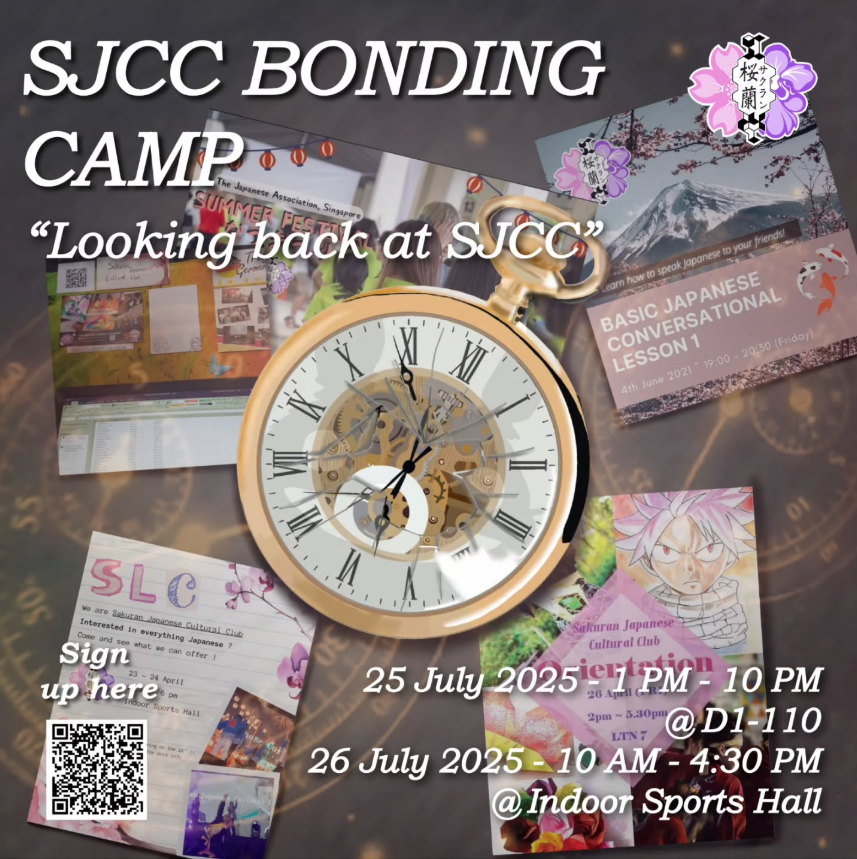 SJCC BONDING
CAMP
“Looking back at SJCC”
桜蘭
サクラン
The Japanese Association, Singapore
桜蘭
Learn how to speak Japanese to your friends!
BASIC JAPANESE
CONVERSATIONAL
LESSON 1
4th June 2021 ~ 19:00 - 20:30 (Friday)
SLC
We are Sakuran Japanese Cultural Club
Interested in everything Japanese ?
Come and see what we can offer !
23 - 24 April
Indoor Sports Hall
Sign
up here
Sakuran Japanese
Cultural Club
Orientation
26 April
2pm ~ 5.30pm
LTN 7
25 July 2025 - 1 PM - 10 PM
@ D1-110
26 July 2025 - 10 AM - 4:30 PM
@ Indoor Sports Hall